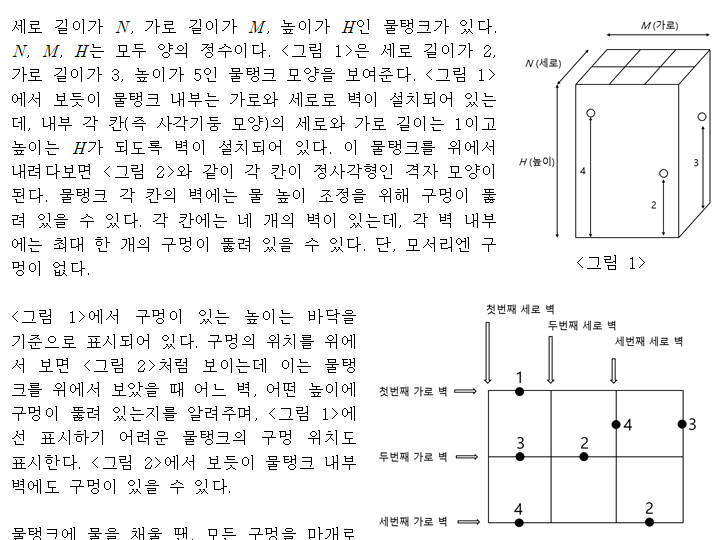 세로 길이가 N, 가로 길이가 M, 높이가 H인 물탱크가 있다.
N, M, H는 모두 양의 정수이다. <그림 1>은 세로 길이가 2,
가로 길이가 3, 높이가 5인 물탱크 모양을 보여준다. <그림 1>
에서 보듯이 물탱크 내부는 가로와 세로로 벽이 설치되어 있는
데, 내부 각 칸(즉 사각기둥 모양)의 세로와 가로 길이는 1이고
높이는 H가 되도록 벽이 설치되어 있다. 이 물탱크를 위에서
내려다보면 <그림 2>와 같이 각 칸이 정사각형인 격자 모양이
된다. 물탱크 각 칸의 벽에는 물 높이 조정을 위해 구멍이 뚫
려 있을 수 있다. 각 칸에는 네 개의 벽이 있는데, 각 벽 내부
에는 최대 한 개의 구멍이 뚫려 있을 수 있다. 단, 모서리엔 구
멍이 없다.
M (가로)
N (세로)
H (높이)
4
2
3
<그림 1>
<그림 1>에서 구멍이 있는 높이는 바닥을
기준으로 표시되어 있다. 구멍의 위치를 위에
서 보면 <그림 2>처럼 보이는데 이는 물탱
크를 위에서 보았을 때 어느 벽, 어떤 높이에
구멍이 뚫려 있는지를 알려주며, <그림 1>에
선 표시하기 어려운 물탱크의 구멍 위치도
표시한다. <그림 2>에서 보듯이 물탱크 내부
벽에도 구멍이 있을 수 있다.
첫번째 세로 벽
두번째 세로 벽
세번째 세로 벽
첫번째 가로 벽
1
4
3
두번째 가로 벽
3
2
세번째 가로 벽
4
2
물탱크에 물을 채울 땐, 모든 구멍을 마개로